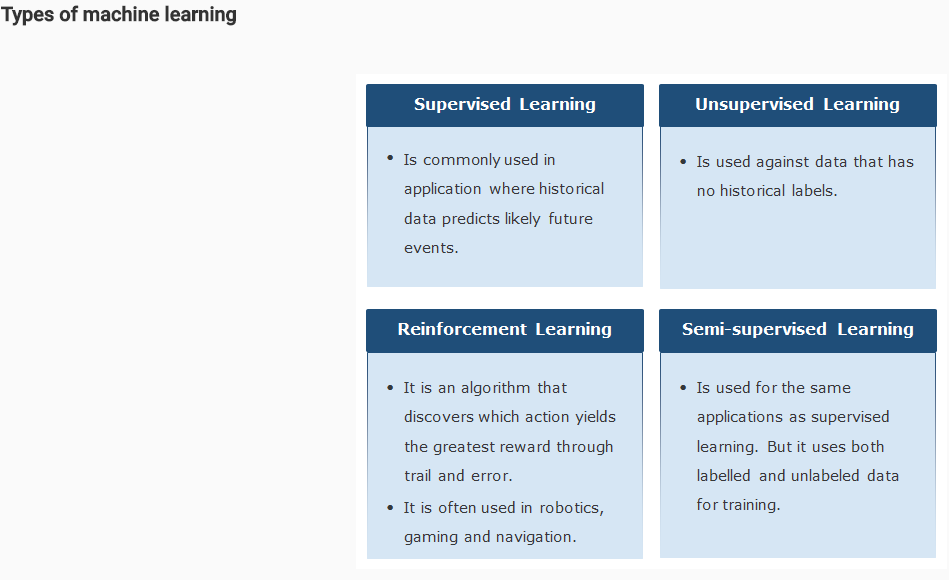 Types of machine learning
Supervised Learning
• Is commonly used in
application where historical
data predicts likely future
events.
Unsupervised Learning
• Is used against data that has
no historical labels.
Reinforcement Learning
• It is an algorithm that
discovers which action yields
the greatest reward through
trail and error.
• It is often used in robotics,
gaming and navigation.
Semi-supervised Learning
• Is used for the same
applications as supervised
learning. But it uses both
labelled and unlabeled data
for training.